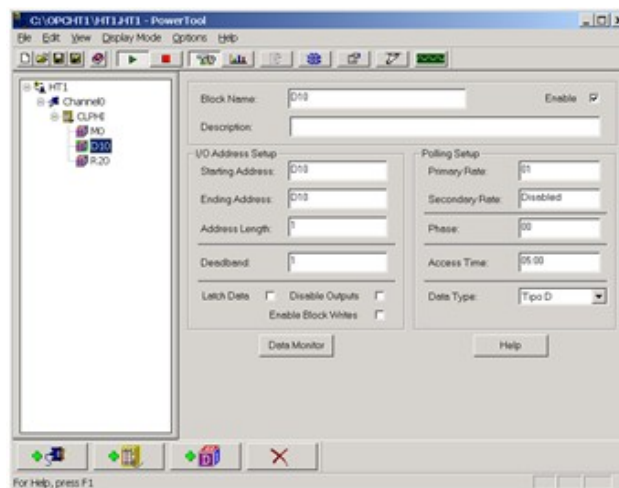 C:\OPCHT1\HT1.HT1 - PowerTool
File Edit View Display Mode Options Help
HT1
Channel0
CLPMI
M0
D10
R20
Block Name: D10 Enable
Description:
I/O Address Setup
Starting Address: D10
Ending Address: D10
Address Length: 1
Deadband: 1
Latch Data Disable Outputs
Enable Block Writes
Polling Setup
Primary Rate: 01
Secondary Rate: Disabled
Phase: 00
Access Time: 05:00
Data Type: Tipo D
Data Monitor Help
D
For Help, press F1